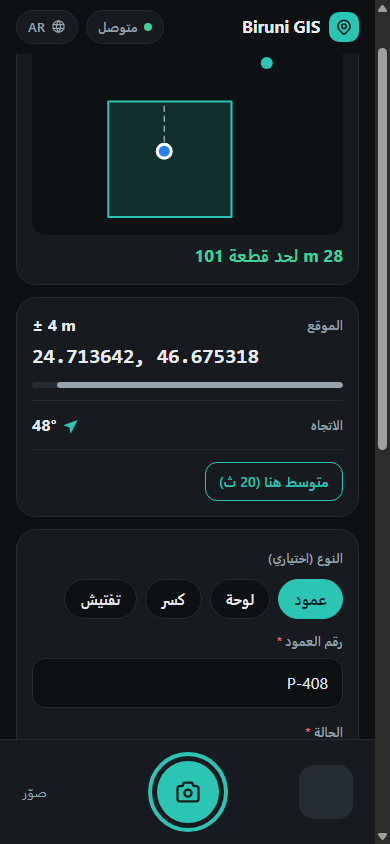 Biruni GIS
متوصل
AR
28 m لحد قطعة 101
الموقع
± 4 m
24.713642, 46.675318
الاتجاه
48°
متوسط هنا (20 ث)
النوع (اختياري)
عمود
لوحة
كسر
تفتيش
رقم العمود *
P-408
الحالة *
صوّر